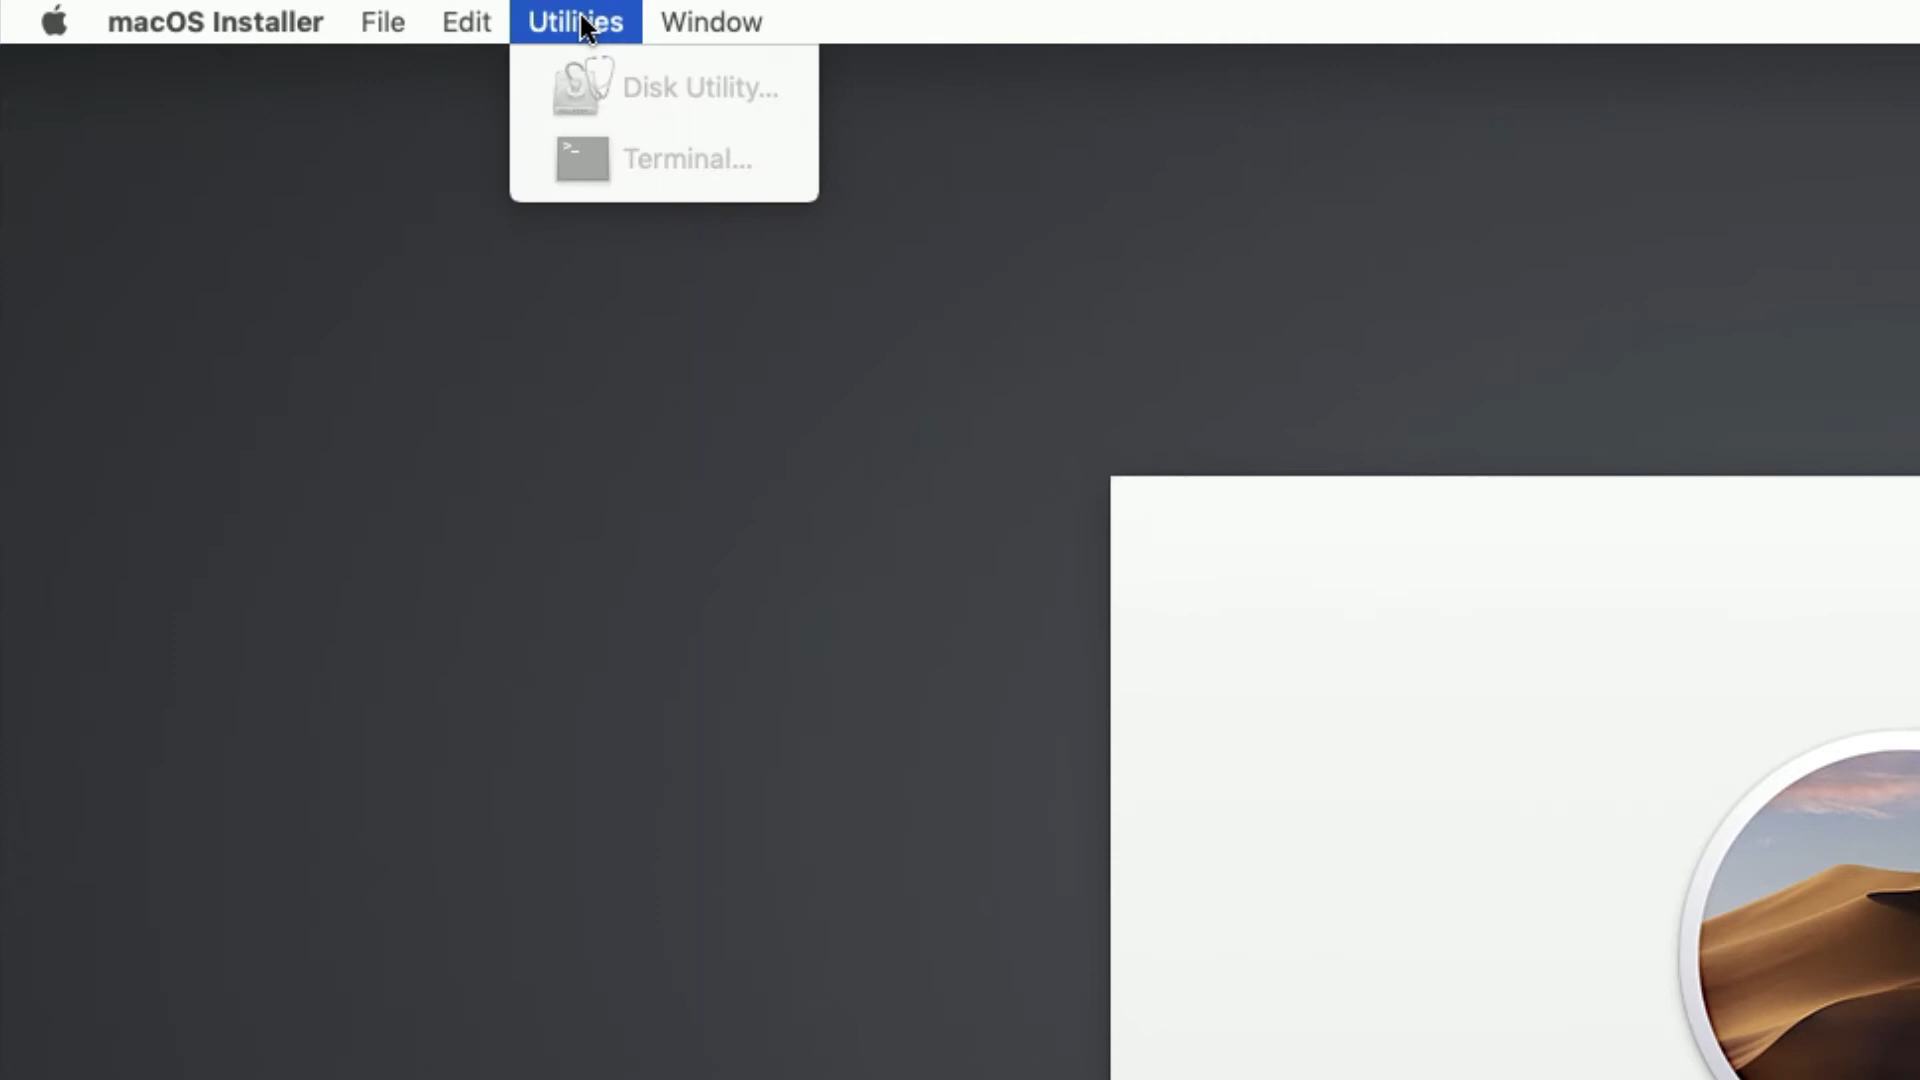 macOS Installer File Edit Utilities Window
Disk Utility...
>_ Terminal...